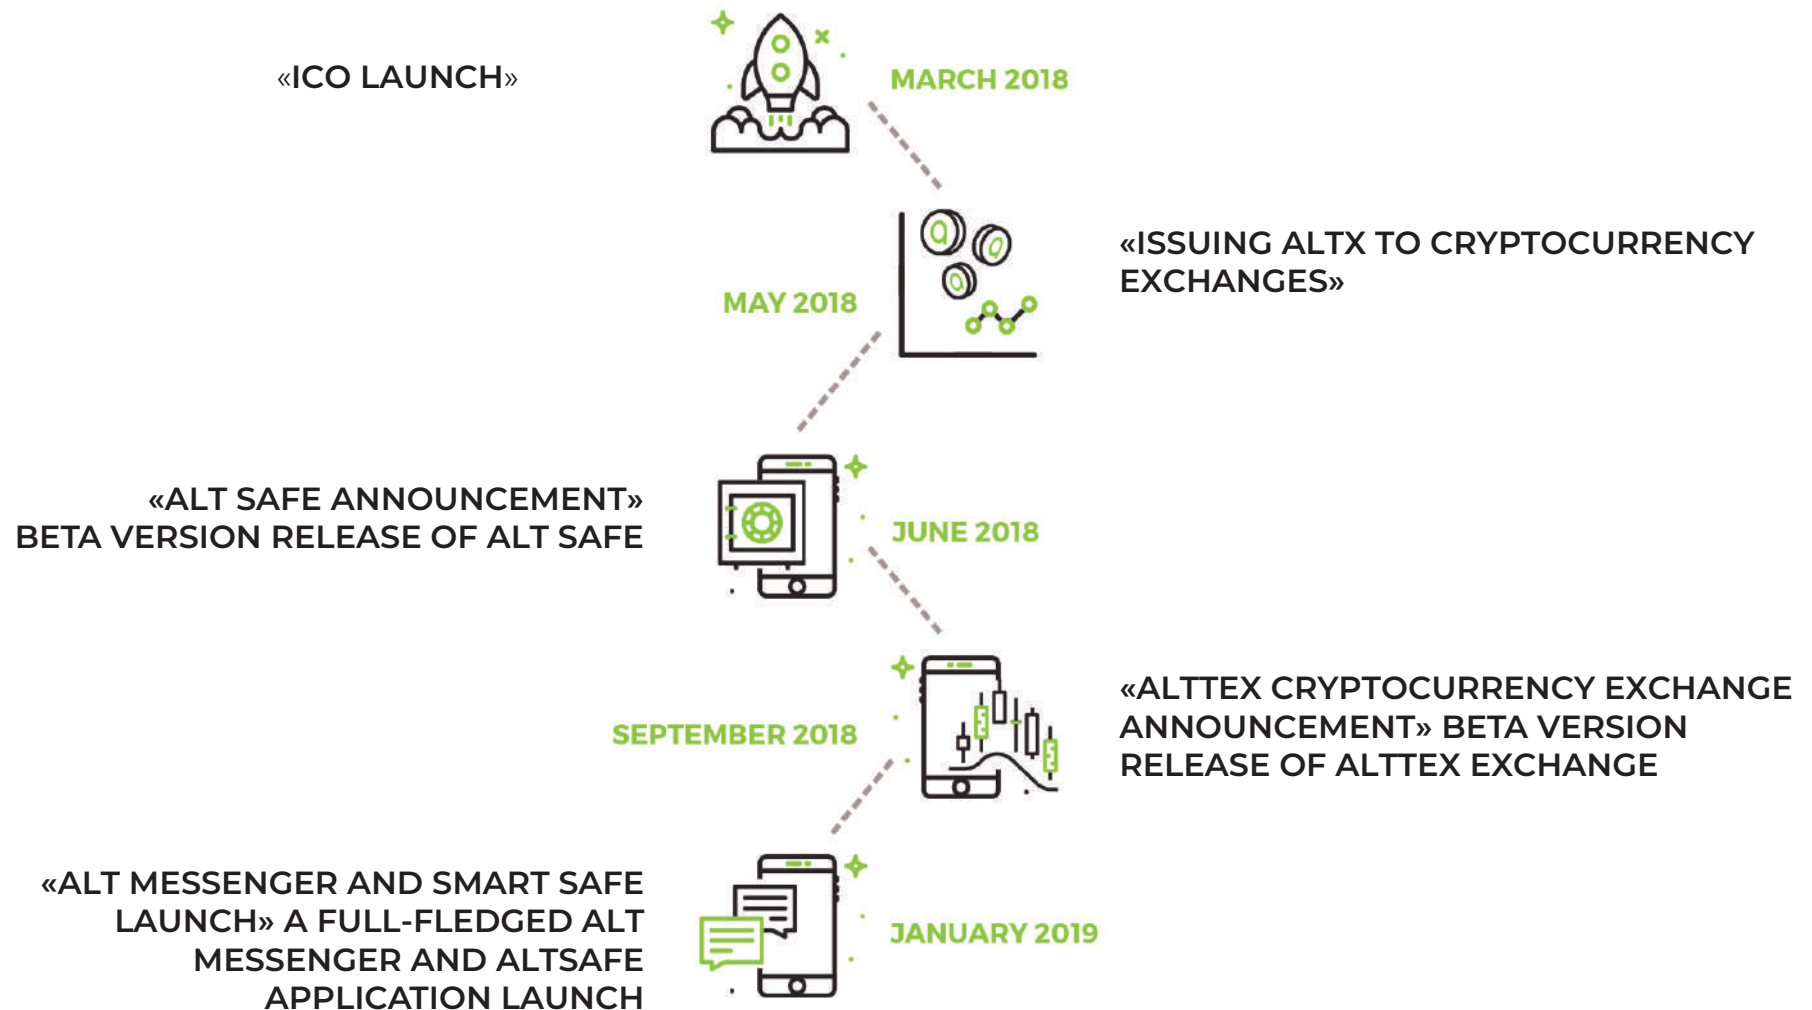 «ICO LAUNCH»
MARCH 2018
«ISSUING ALTX TO CRYPTOCURRENCY
EXCHANGES»
MAY 2018
«ALT SAFE ANNOUNCEMENT»
BETA VERSION RELEASE OF ALT SAFE
JUNE 2018
«ALTTEX CRYPTOCURRENCY EXCHANGE
ANNOUNCEMENT» BETA VERSION
RELEASE OF ALTTEX EXCHANGE
SEPTEMBER 2018
«ALT MESSENGER AND SMART SAFE
LAUNCH» A FULL-FLEDGED ALT
MESSENGER AND ALTSAFE
APPLICATION LAUNCH
JANUARY 2019